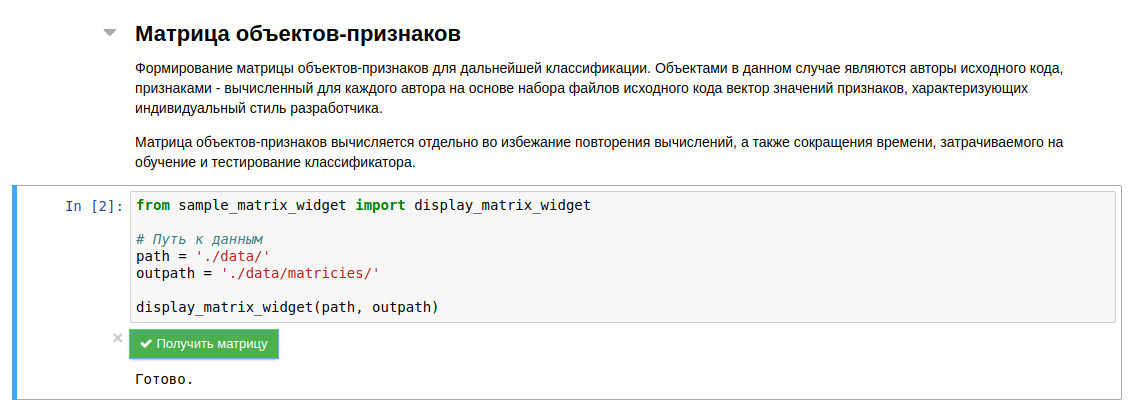 Матрица объектов-признаков
Формирование матрицы объектов-признаков для дальнейшей классификации. Объектами в данном случае являются авторы исходного кода,
признаками - вычисленный для каждого автора на основе набора файлов исходного кода вектор значений признаков, характеризующих
индивидуальный стиль разработчика.
Матрица объектов-признаков вычисляется отдельно во избежание повторения вычислений, а также сокращения времени, затрачиваемого на
обучение и тестирование классификатора.
In [2]: from sample_matrix_widget import display_matrix_widget
# Путь к данным
path = './data/'
outpath = './data/matricies/'
display_matrix_widget(path, outpath)
Получить матрицу
Готово.